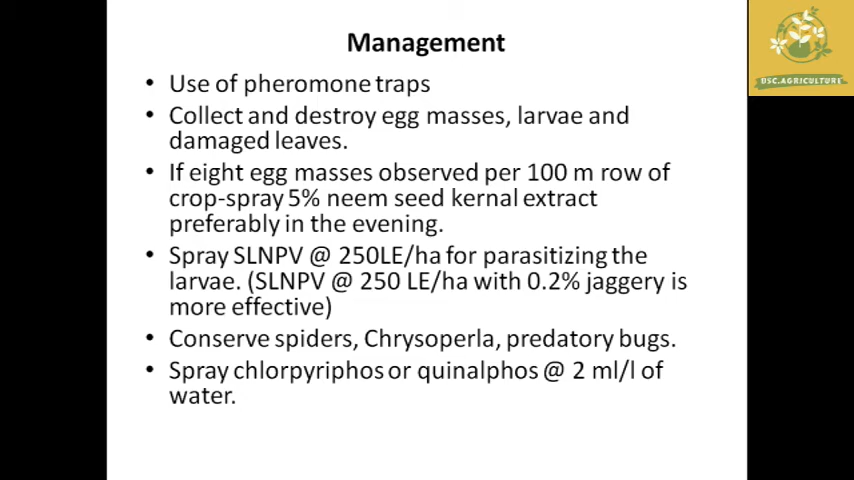 Management
• Use of pheromone traps
• Collect and destroy egg masses, larvae and
damaged leaves.
• If eight egg masses observed per 100 m row of
crop-spray 5% neem seed kernal extract
preferably in the evening.
• Spray SLNPV @ 250LE/ha for parasitizing the
larvae. (SLNPV @ 250 LE/ha with 0.2% jaggery is
more effective)
• Conserve spiders, Chrysoperla, predatory bugs.
• Spray chlorpyriphos or quinalphos @ 2 ml/l of
water.
DSC.AGRICULTURE